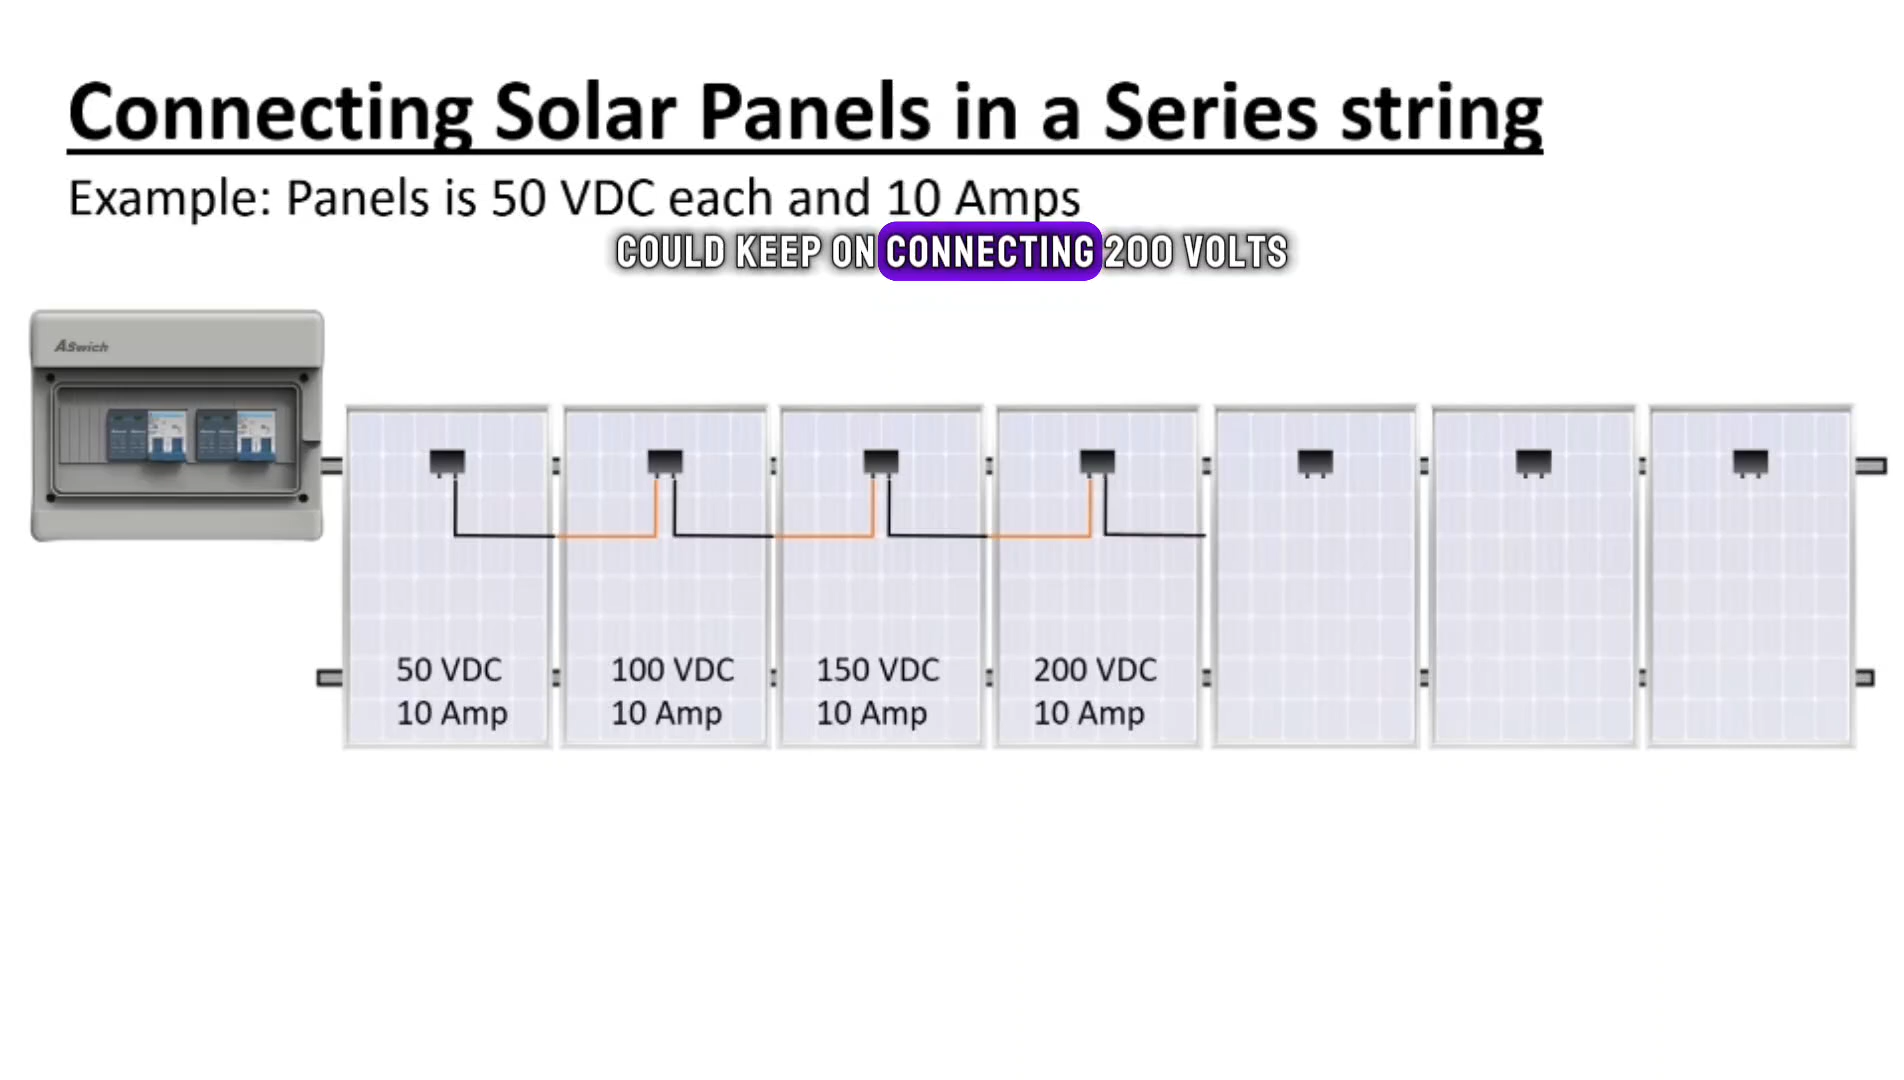 Connecting Solar Panels in a Series string
Example: Panels is 50 VDC each and 10 Amps
COULD KEEP ON CONNECTING 200 VOLTS
ASwich
50 VDC
10 Amp
100 VDC
10 Amp
150 VDC
10 Amp
200 VDC
10 Amp